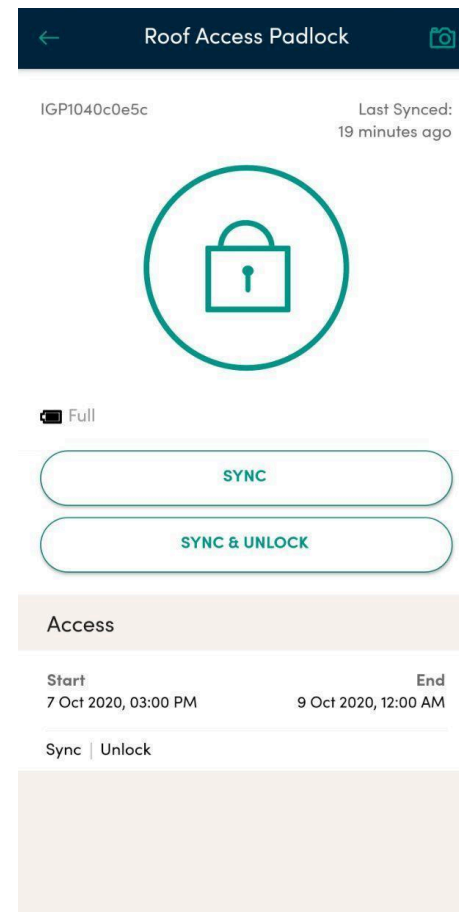 Roof Access Padlock
IGP1040c0e5c
Last Synced:
19 minutes ago
Full
SYNC
SYNC & UNLOCK
Access
Start
End
7 Oct 2020, 03:00 PM
9 Oct 2020, 12:00 AM
Sync | Unlock